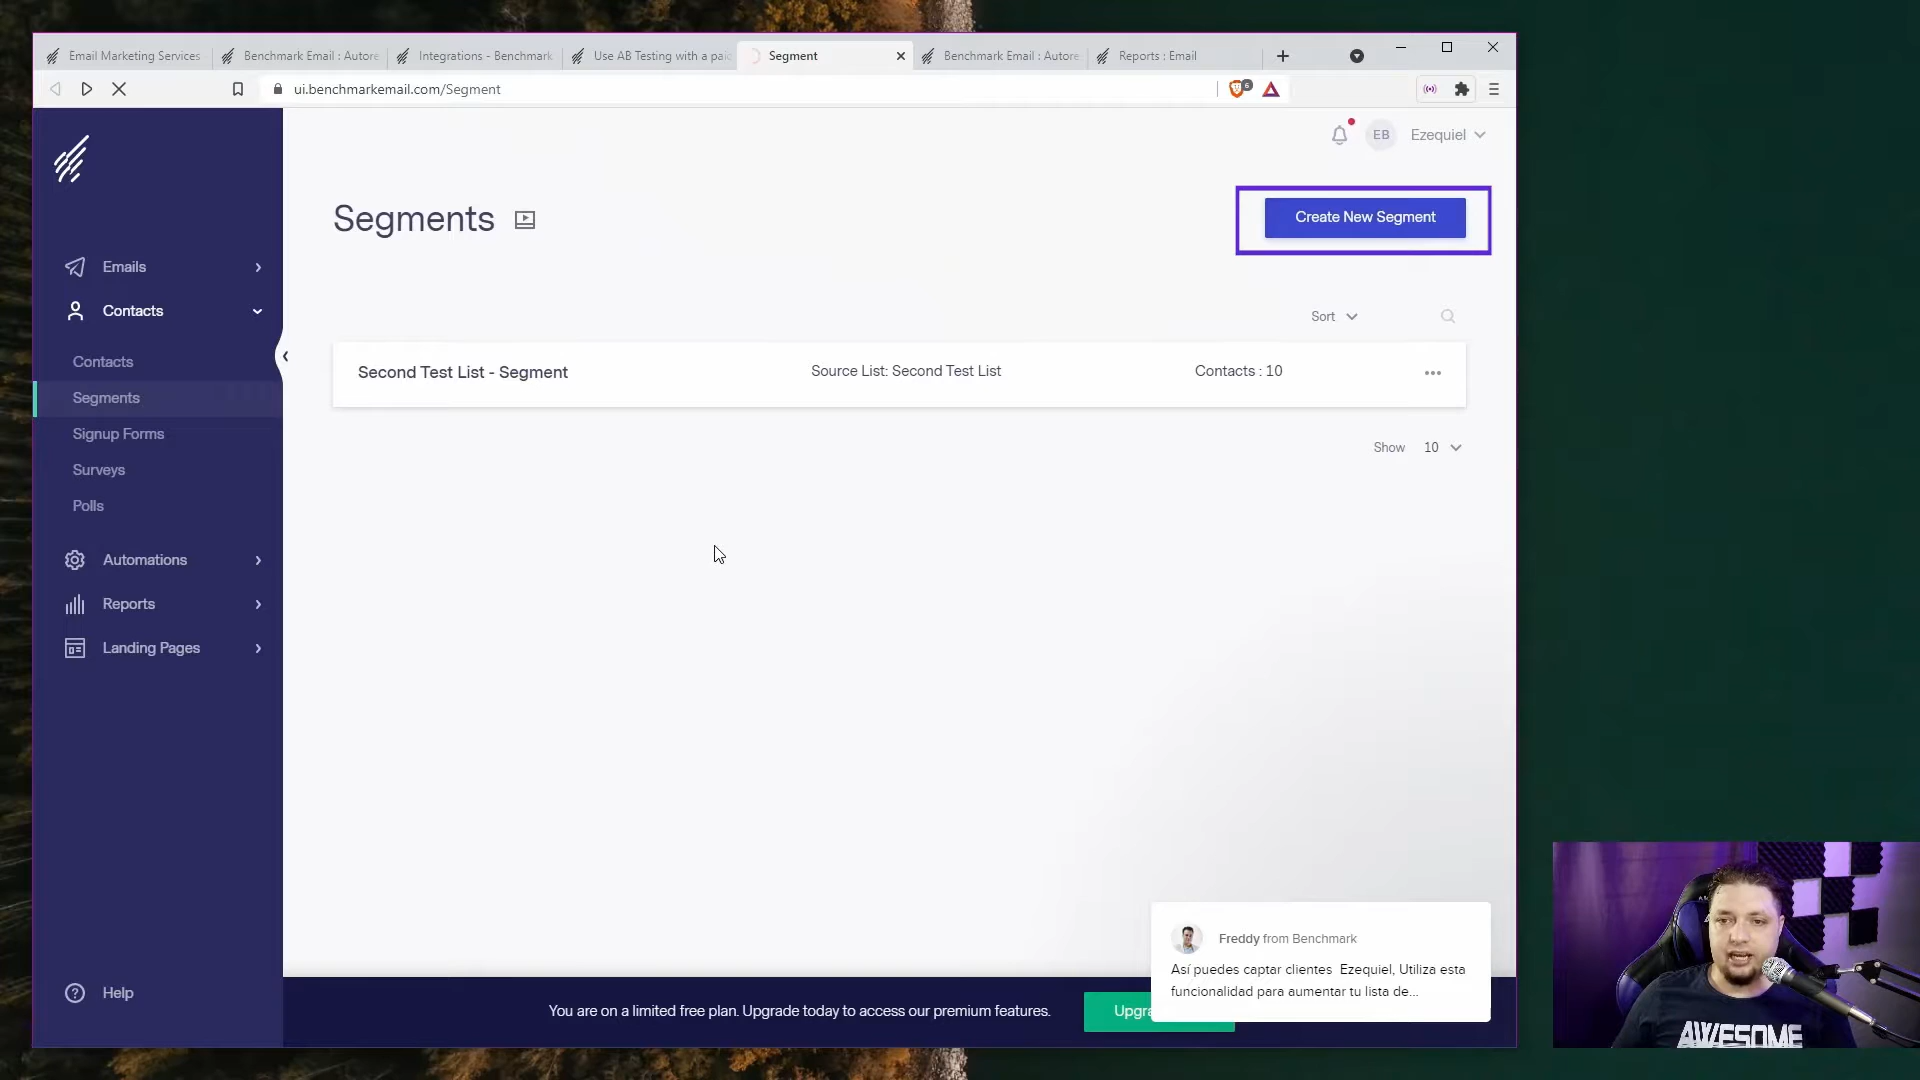 Email Marketing Services
Benchmark Email : Autore
Integrations - Benchmark
Use AB Testing with a pai
Segment
Benchmark Email : Autore
Reports : Email
ui.benchmarkemail.com/Segment
6
EB
Ezequiel
Segments
Create New Segment
Emails
Contacts
Contacts
Segments
Signup Forms
Surveys
Polls
Automations
Reports
Landing Pages
Help
Sort
Second Test List - Segment
Source List: Second Test List
Contacts : 10
Show 10
Freddy from Benchmark
Así puedes captar clientes Ezequiel, Utiliza esta
funcionalidad para aumentar tu lista de...
You are on a limited free plan. Upgrade today to access our premium features.
Upgra
AWESOME